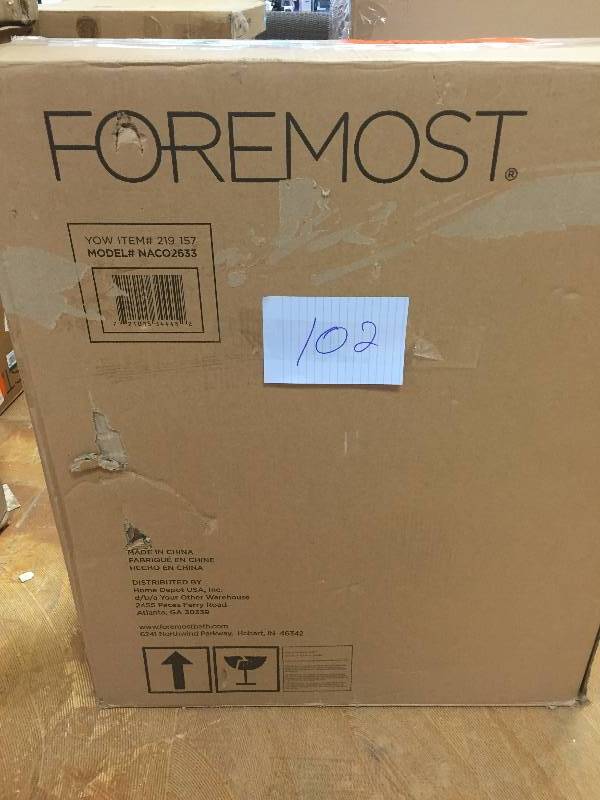 FOREMOST®
YOW ITEM# 219 157
MODEL# NACO2633
102
MADE IN CHINA
FABRIQUÉ EN CHINE
HECHO EN CHINA
DISTRIBUTED BY
Home Depot USA, Inc.
d/b/a Your Other Warehouse
2455 Paces Ferry Road
Atlanta, GA 30339
www.foremostbath.com
6241 Northwind Parkway, Hobart, IN 46342